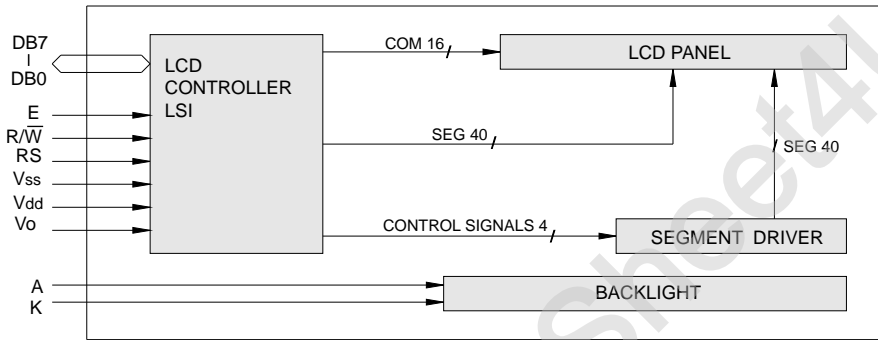 DB7
DB0
E
R/W̅
RS
Vss
Vdd
Vo
A
K
LCD
CONTROLLER
LSI
COM 16
SEG 40
CONTROL SIGNALS 4
LCD PANEL
SEG 40
SEGMENT DRIVER
BACKLIGHT
Sheet4